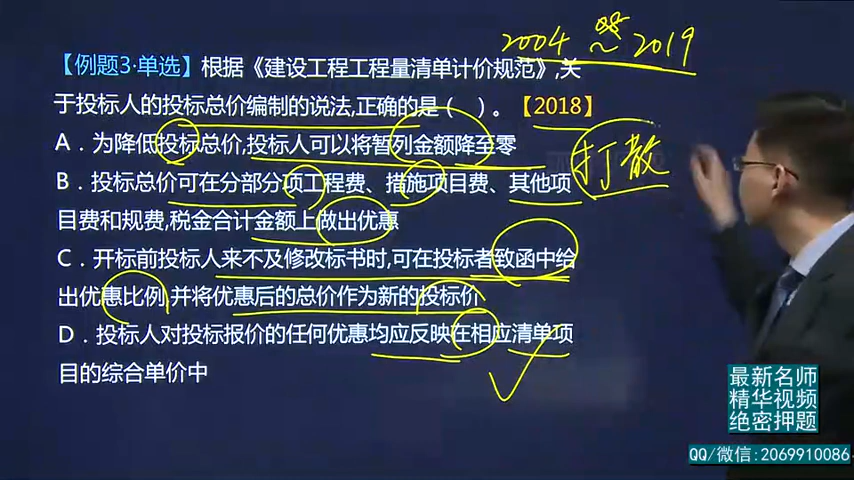 2004 ~ 2019
【例题3·单选】根据《建设工程工程量清单计价规范》,关
于投标人的投标总价编制的说法,正确的是(　)。【2018】
A．为降低投标总价,投标人可以将暂列金额降至零
打散
B．投标总价可在分部分项工程费、措施项目费、其他项
目费和规费,税金合计金额上做出优惠
C．开标前投标人来不及修改标书时,可在投标者致函中给
出优惠比例,并将优惠后的总价作为新的投标价
D．投标人对投标报价的任何优惠均应反映在相应清单项
目的综合单价中
最新名师
精华视频
绝密押题
QQ/微信:2069910086